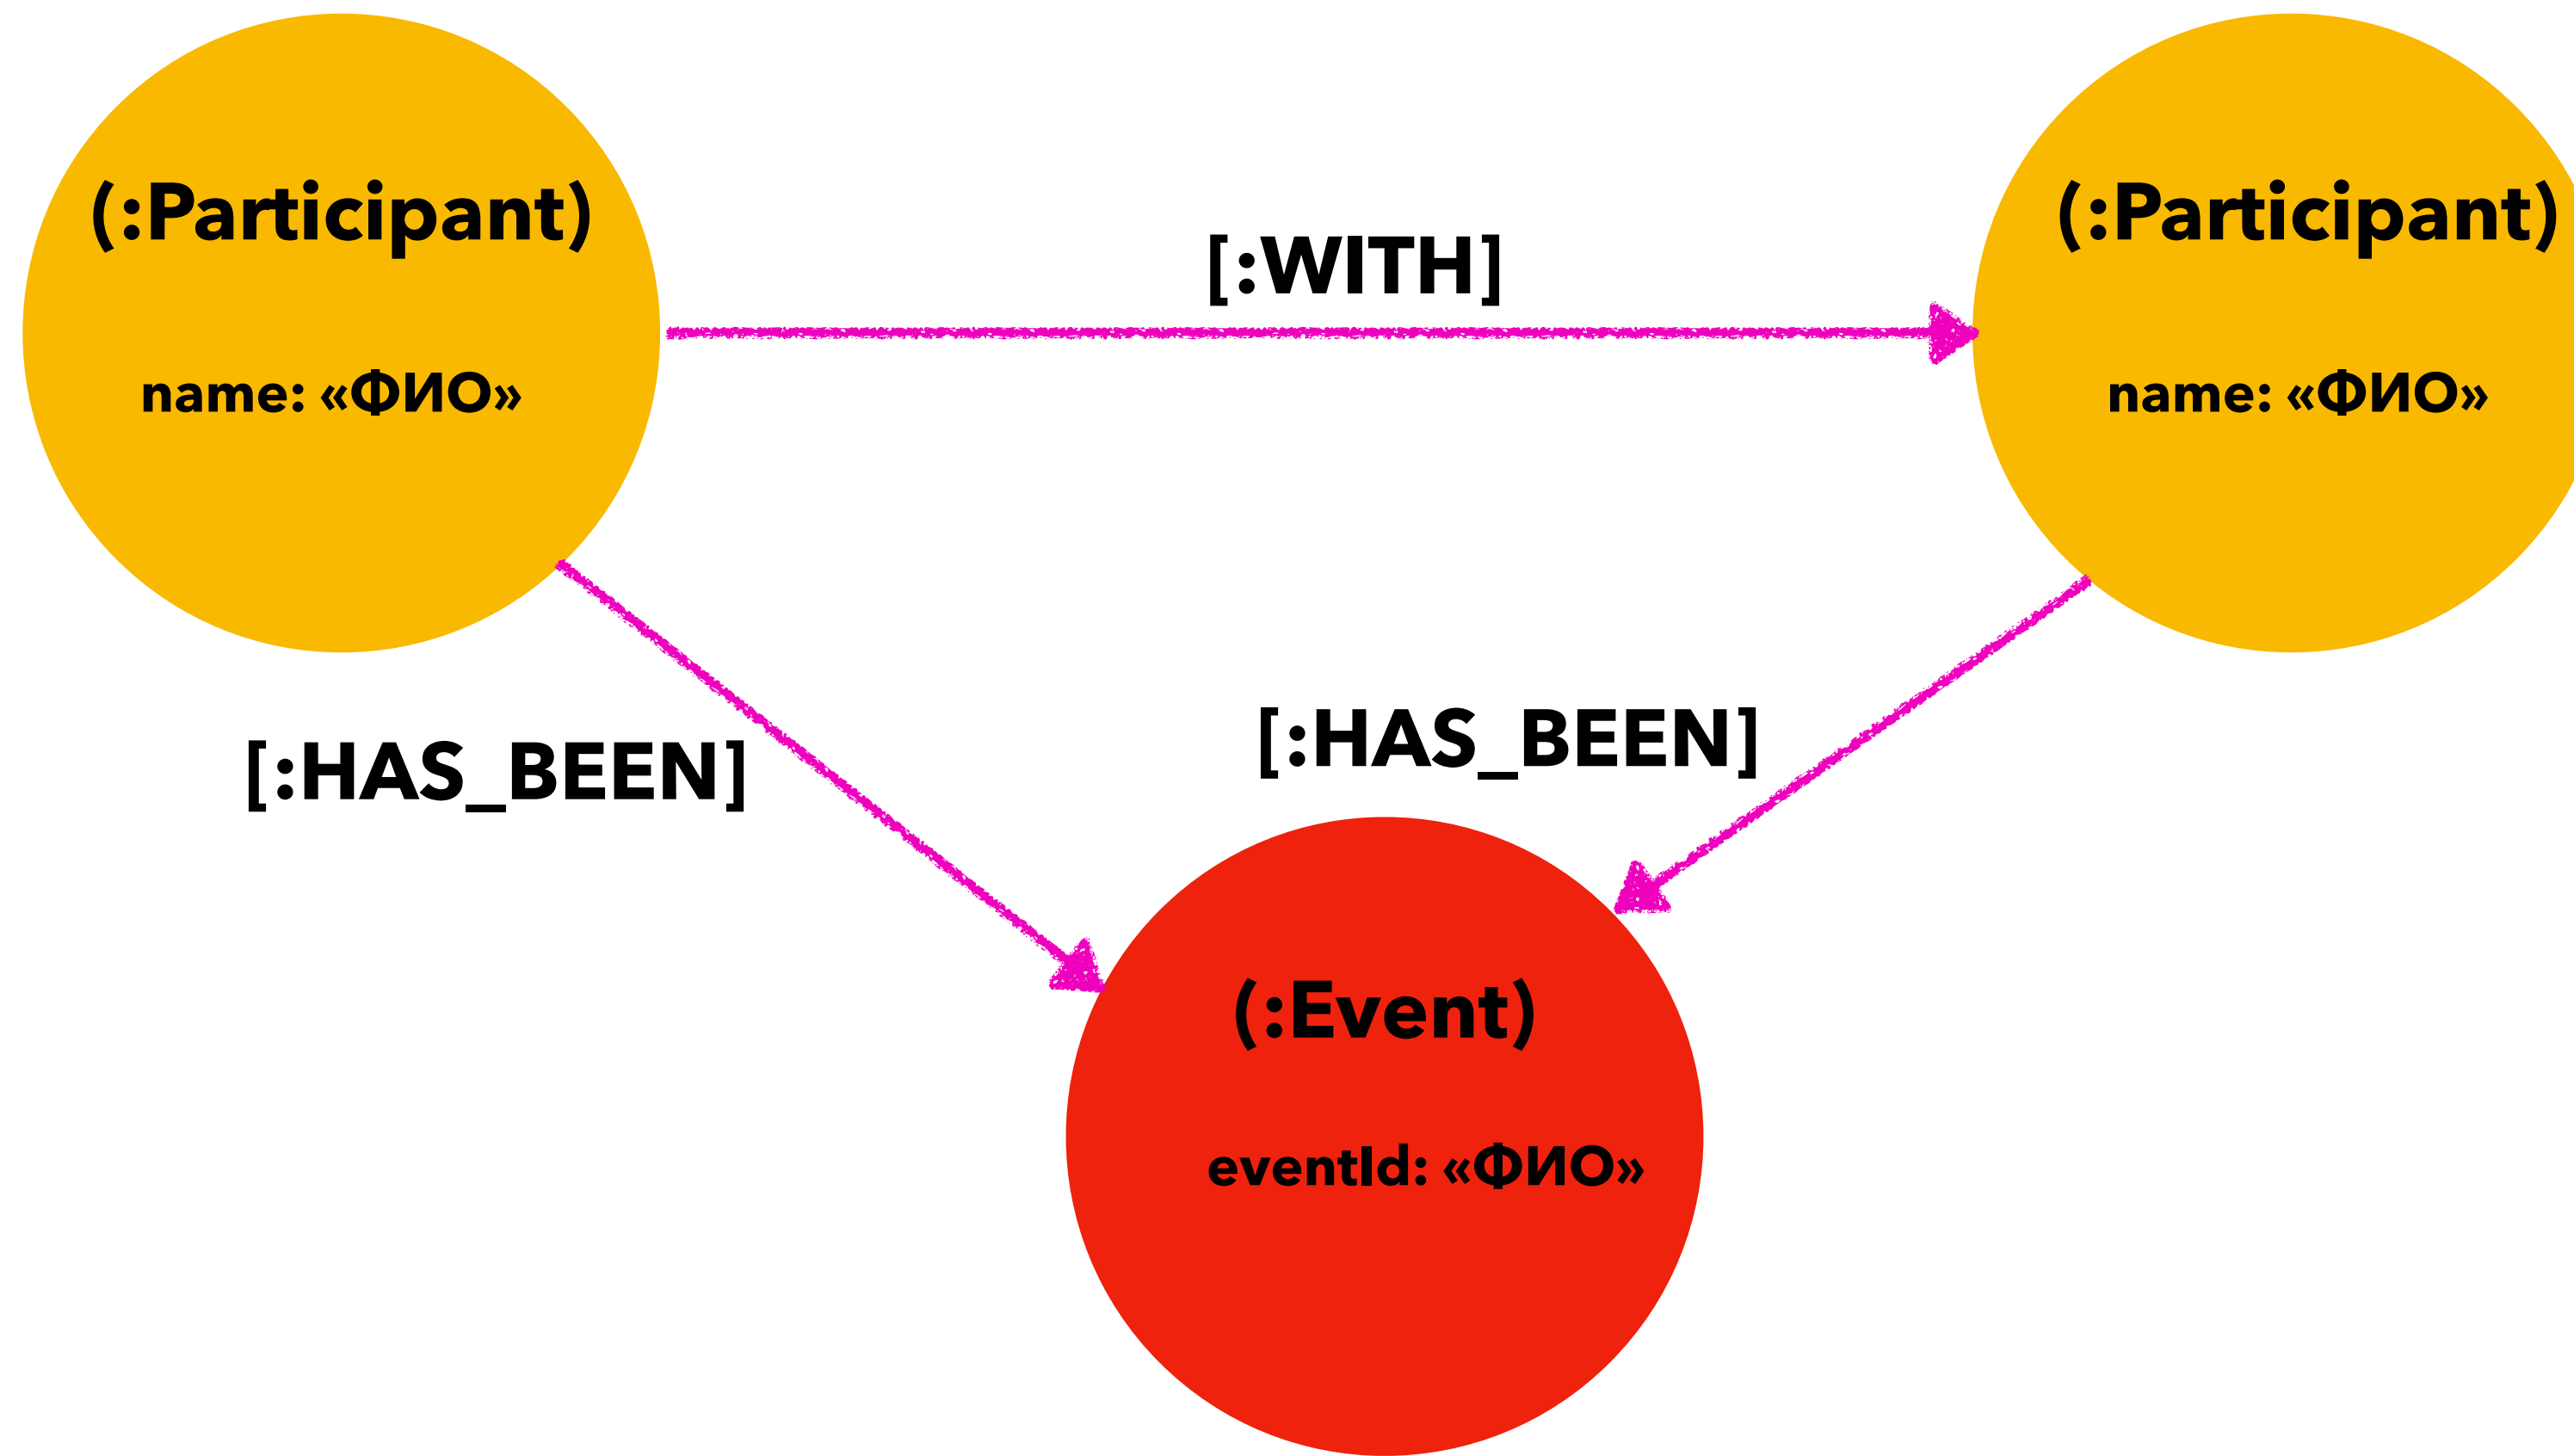 (:Participant)
name: «ФИО»
[:WITH]
(:Participant)
name: «ФИО»
[:HAS_BEEN]
[:HAS_BEEN]
(:Event)
eventId: «ФИО»